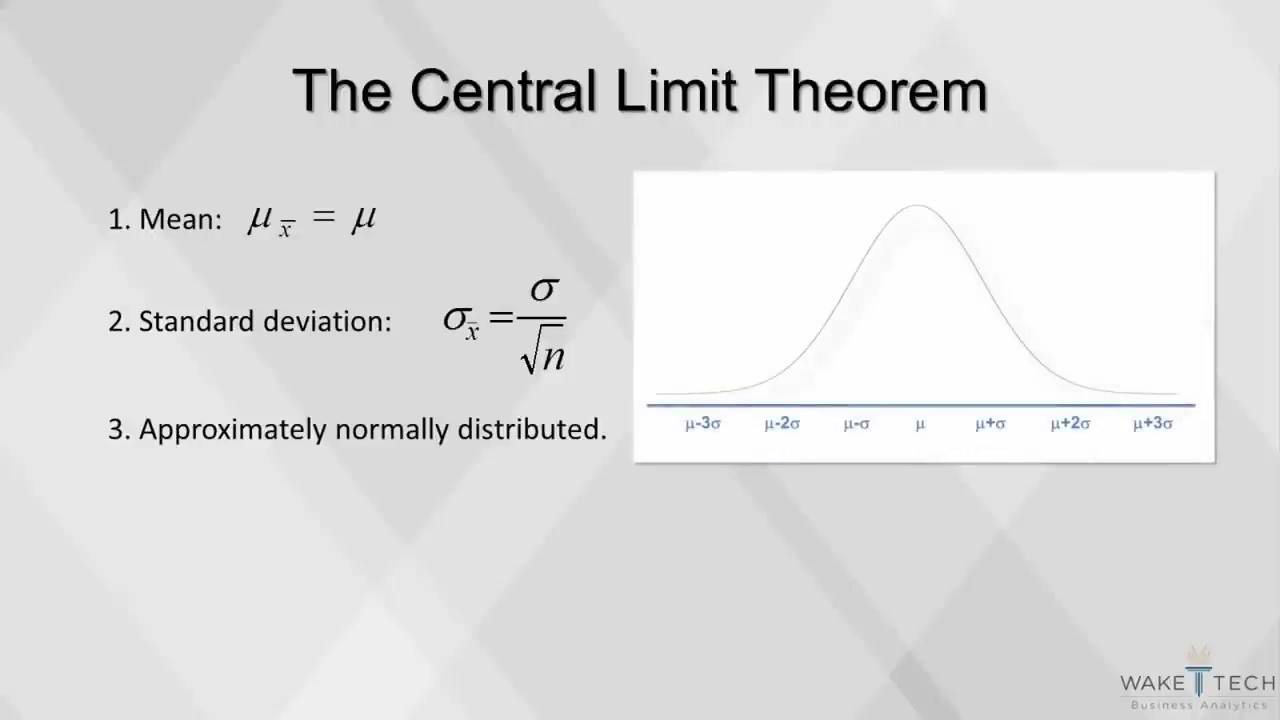 The Central Limit Theorem
1. Mean: μ x̄ = μ
2. Standard deviation: σx̄ = σ/√n
3. Approximately normally distributed.
μ-3σ μ-2σ μ-σ μ μ+σ μ+2σ μ+3σ
WAKE TECH
Business Analytics